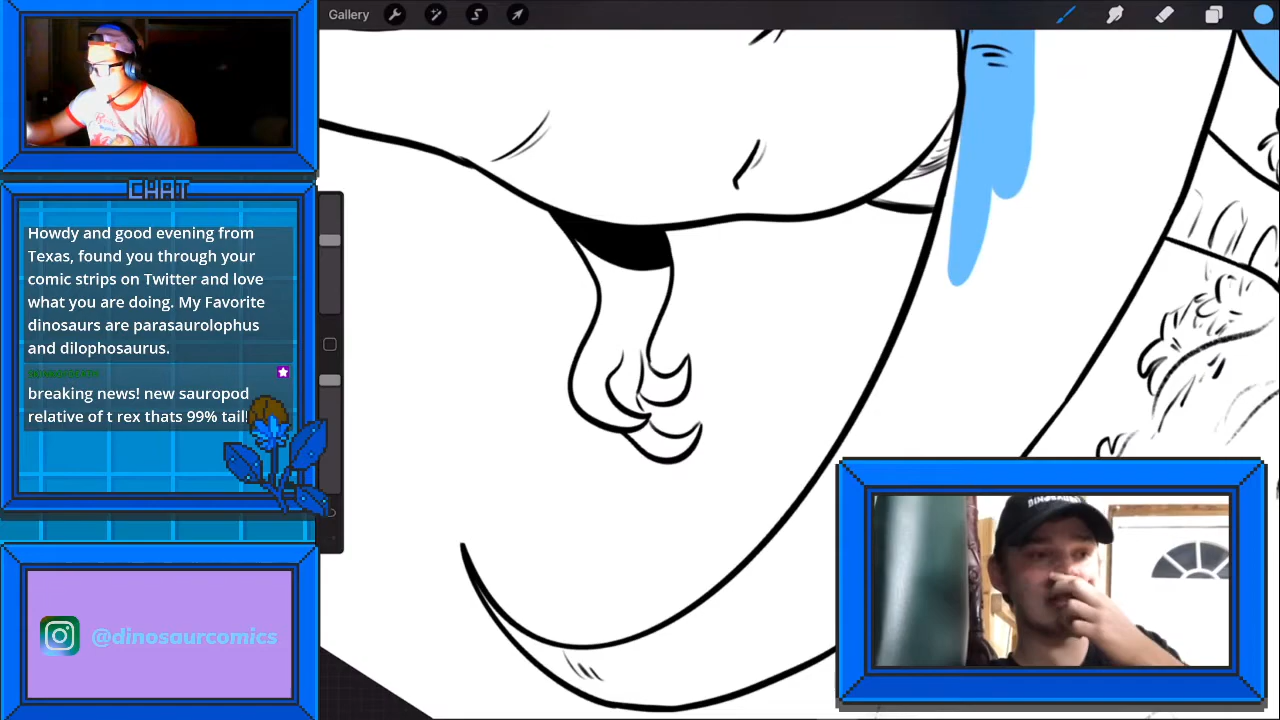 Gallery
CHAT
Howdy and good evening from
Texas, found you through your
comic strips on Twitter and love
what you are doing. My Favorite
dinosaurs are parasaurolophus
and dilophosaurus.
breaking news! new sauropod
relative of t rex thats 99% tail!
@dinosaurcomics